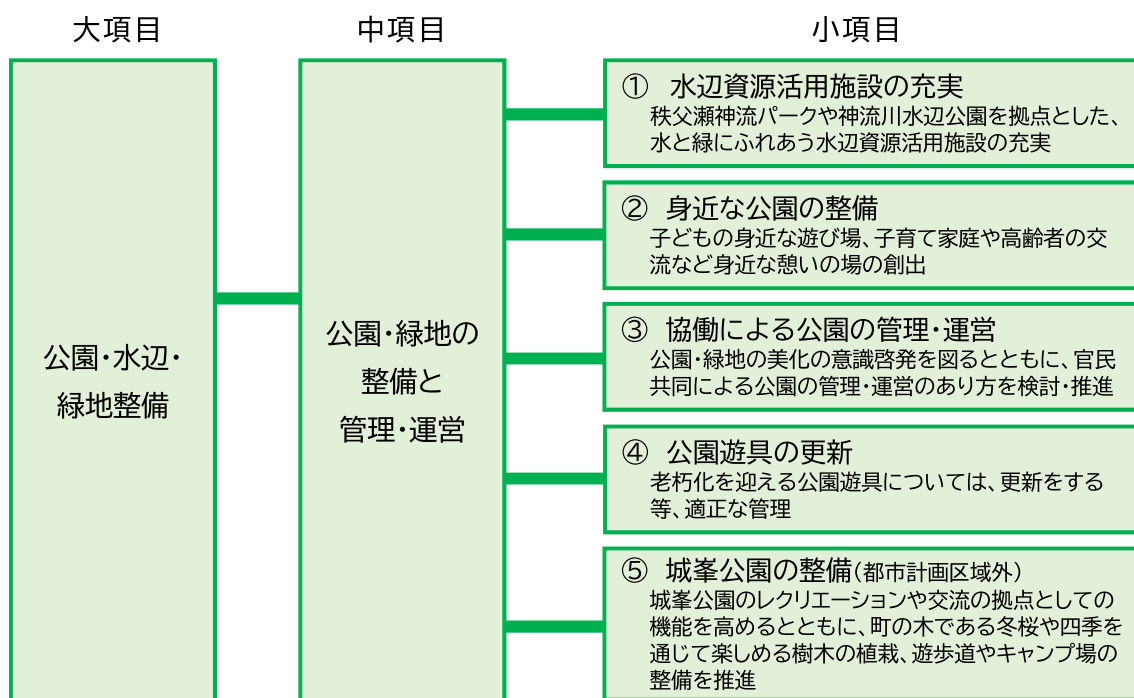 大項目
中項目
小項目
公園・水辺・
緑地整備
公園・緑地の
整備と
管理・運営
① 水辺資源活用施設の充実
秩父瀬神流パークや神流川水辺公園を拠点とした、
水と緑にふれあう水辺資源活用施設の充実
② 身近な公園の整備
子どもの身近な遊び場、子育て家庭や高齢者の交
流など身近な憩いの場の創出
③ 協働による公園の管理・運営
公園・緑地の美化の意識啓発を図るとともに、官民
共同による公園の管理・運営のあり方を検討・推進
④ 公園遊具の更新
老朽化を迎える公園遊具については、更新をする
等、適正な管理
⑤ 城峯公園の整備(都市計画区域外)
城峯公園のレクリエーションや交流の拠点としての
機能を高めるとともに、町の木である冬桜や四季を
通じて楽しめる樹木の植栽、遊歩道やキャンプ場の
整備を推進